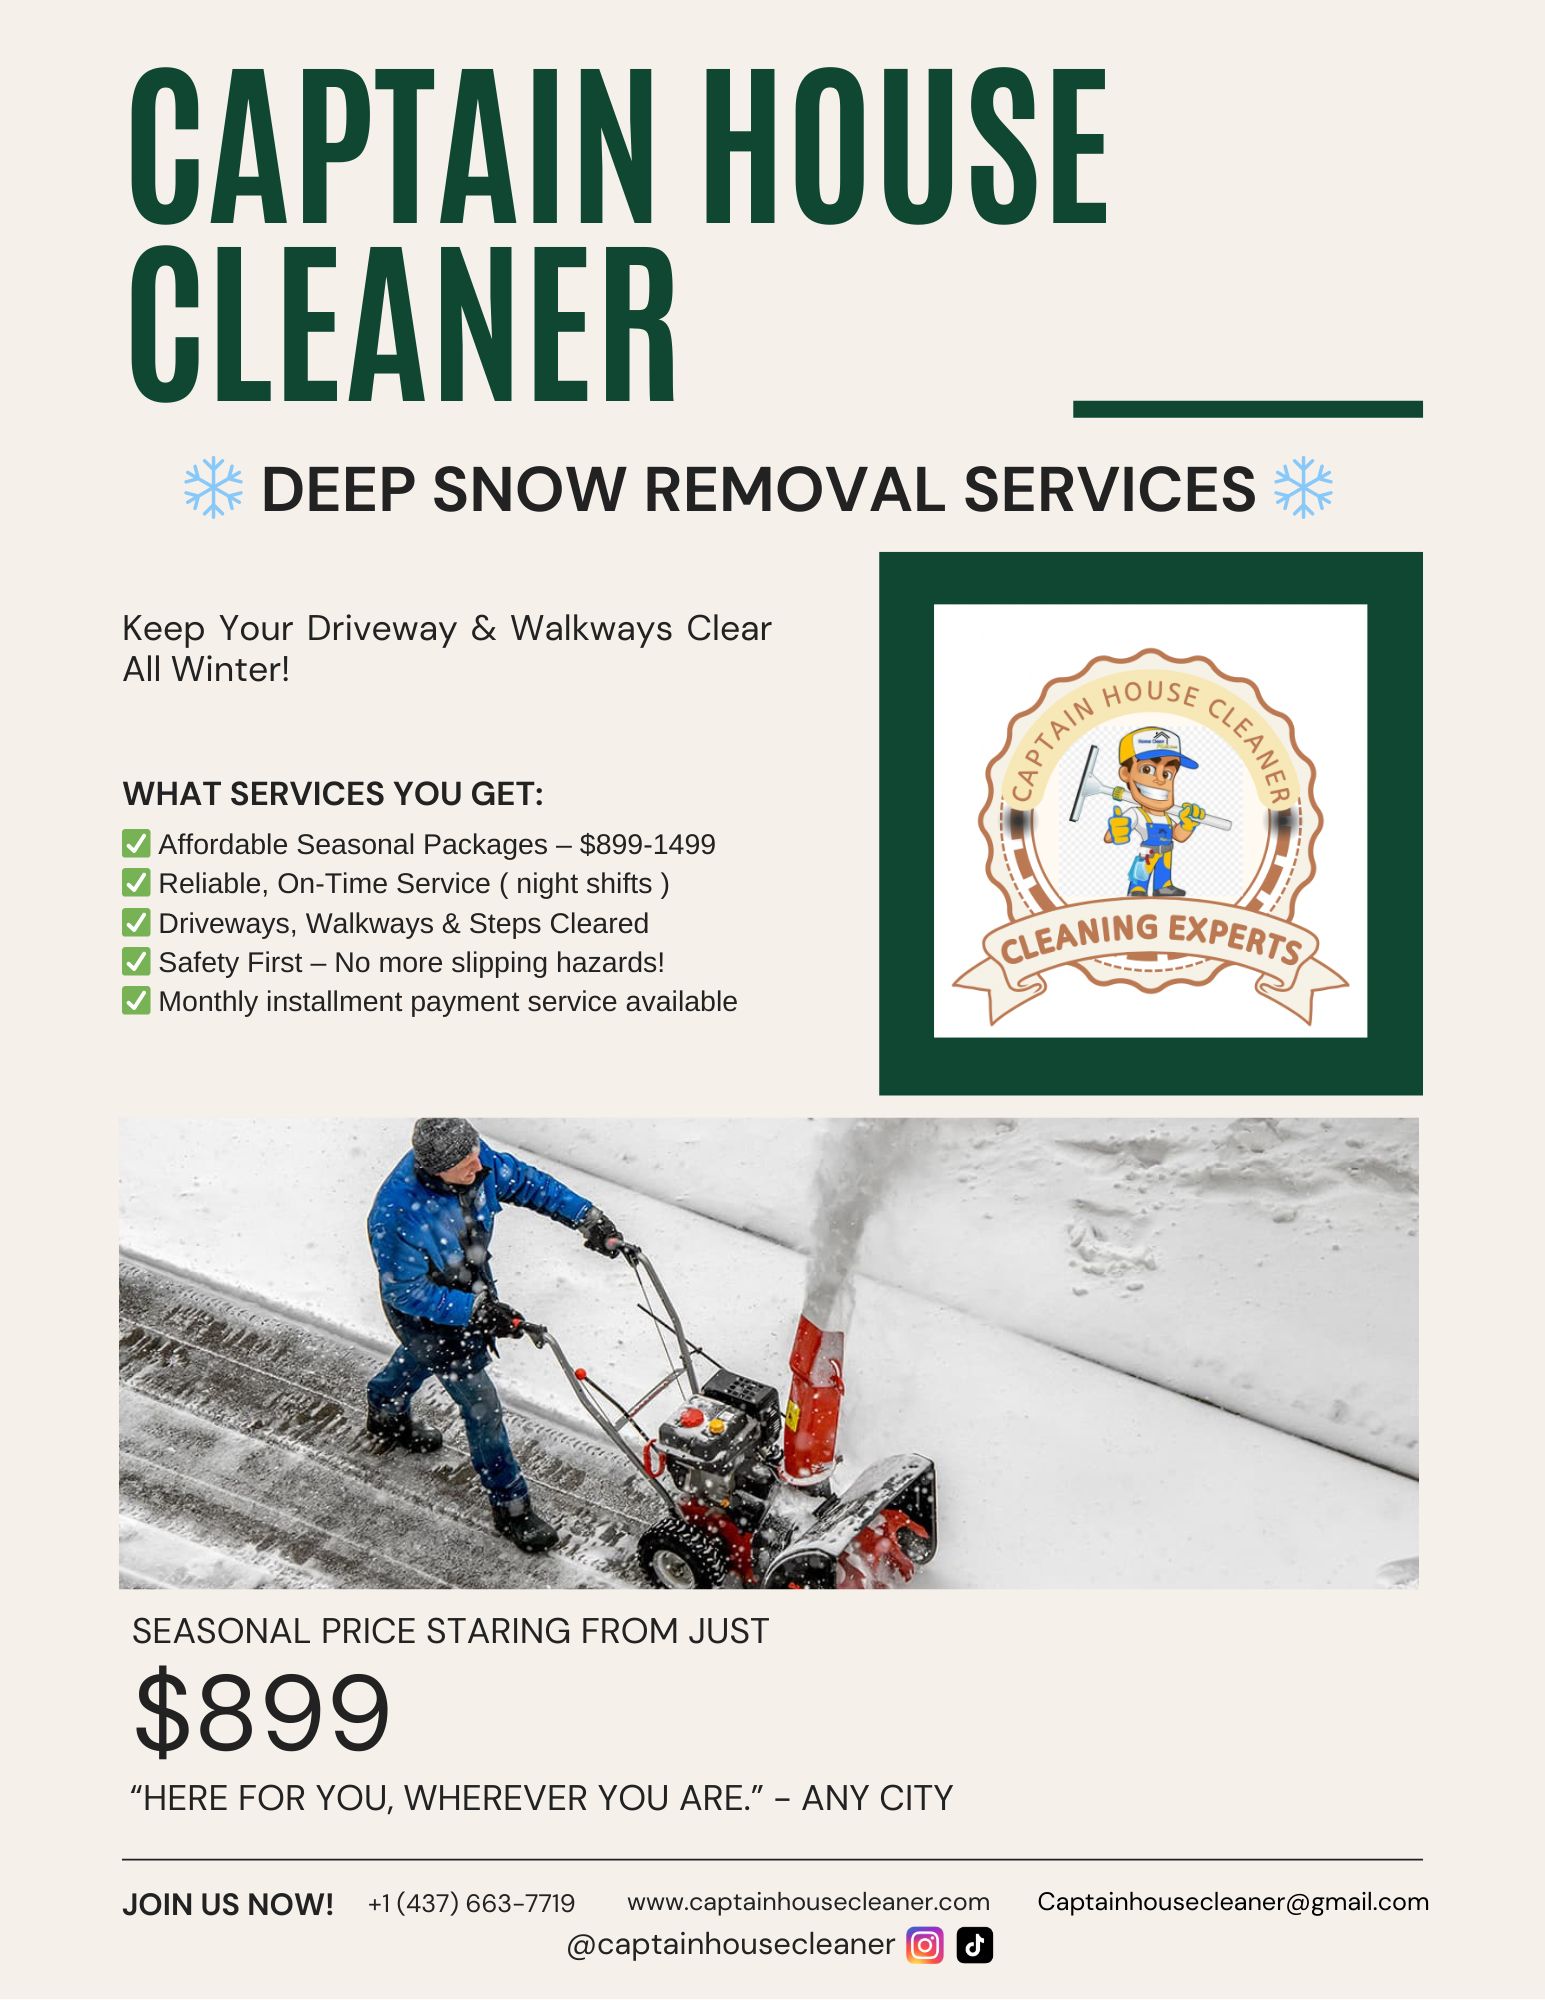 CAPTAIN HOUSE
CLEANER
❄️ DEEP SNOW REMOVAL SERVICES ❄️
Keep Your Driveway & Walkways Clear
All Winter!
WHAT SERVICES YOU GET:
✅ Affordable Seasonal Packages – $899-1499
✅ Reliable, On-Time Service ( night shifts )
✅ Driveways, Walkways & Steps Cleared
✅ Safety First – No more slipping hazards!
✅ Monthly installment payment service available
CAPTAIN HOUSE CLEANER
CLEANING EXPERTS
SEASONAL PRICE STARING FROM JUST
$899
“HERE FOR YOU, WHEREVER YOU ARE.” - ANY CITY
JOIN US NOW! +1 (437) 663-7719 www.captainhousecleaner.com Captainhousecleaner@gmail.com
@captainhousecleaner